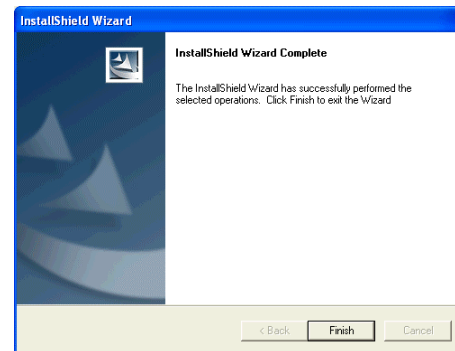 InstallShield Wizard
InstallShield Wizard Complete
The InstallShield Wizard has successfully performed the
selected operations. Click Finish to exit the Wizard
< Back
Finish
Cancel